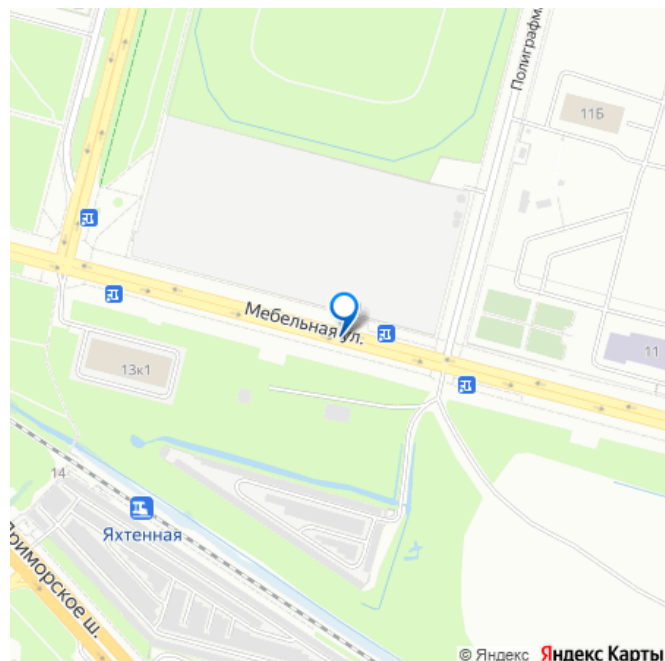 Полиграфм
11Б
Мебельная ул.
11
13к1
14
Яхтенная
Приморское ш.
© Яндекс Яндекс Карты